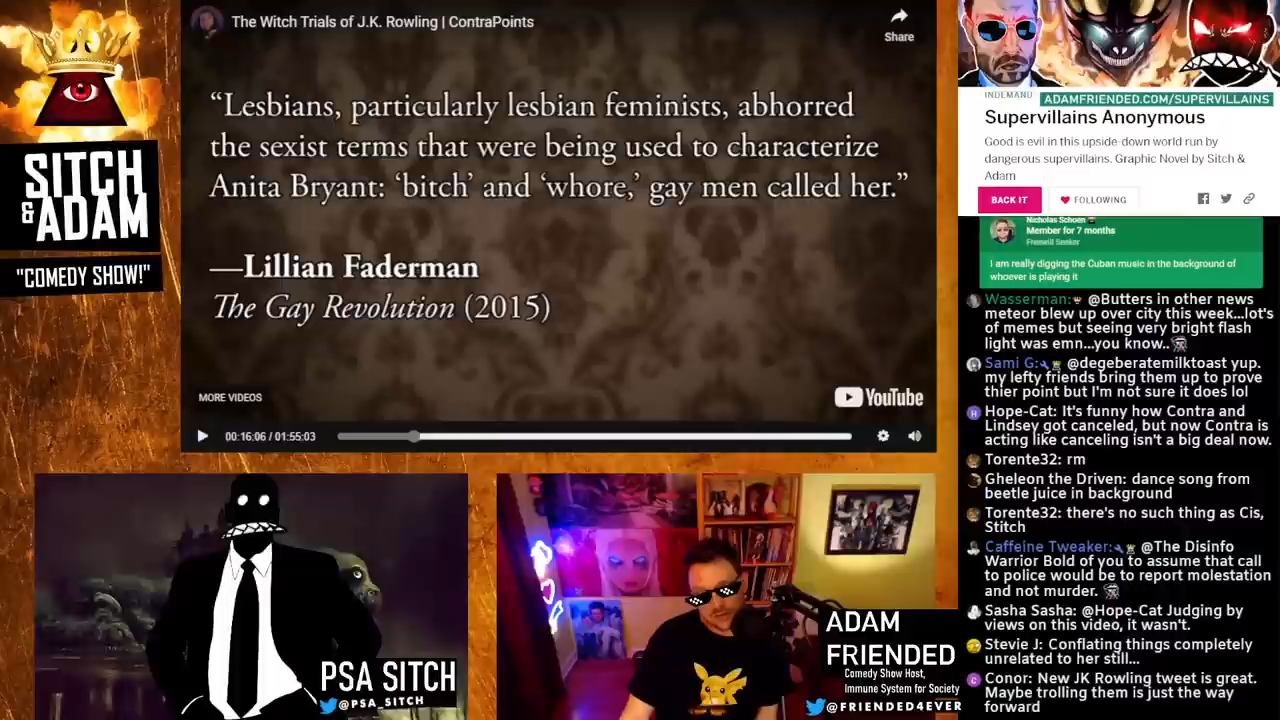 The Witch Trials of J.K. Rowling | ContraPoints
Share
“Lesbians, particularly lesbian feminists, abhorred
the sexist terms that were being used to characterize
Anita Bryant: ‘bitch’ and ‘whore,’ gay men called her.”
—Lillian Faderman
The Gay Revolution (2015)
MORE VIDEOS
YouTube
00:16:06 / 01:55:03
SITCH
& ADAM
"COMEDY SHOW!"
PSA SITCH
@PSA_SITCH
ADAM
FRIENDED
Comedy Show Host,
Immune System for Society
@FRIENDED4EVER
INDEMAND
ADAMFRIENDED.COM/SUPERVILLAINS
Supervillains Anonymous
Good is evil in this upside-down world run by
dangerous supervillains. Graphic Novel by Sitch &
Adam
BACK IT
FOLLOWING
Nicholas Schoen
Member for 7 months
Freewill Seeker
I am really digging the Cuban music in the background of
whoever is playing it
Wasserman: @Butters in other news
meteor blew up over city this week...lot's
of memes but seeing very bright flash
light was emn...you know..
Sami G: @degeberatemilktoast yup.
my lefty friends bring them up to prove
thier point but I'm not sure it does lol
Hope-Cat: It's funny how Contra and
Lindsey got canceled, but now Contra is
acting like canceling isn't a big deal now.
Torente32: rm
Gheleon the Driven: dance song from
beetle juice in background
Torente32: there's no such thing as Cis,
Stitch
Caffeine Tweaker: @The Disinfo
Warrior Bold of you to assume that call
to police would be to report molestation
and not murder.
Sasha Sasha: @Hope-Cat Judging by
views on this video, it wasn't.
Stevie J: Conflating things completely
unrelated to her still...
Conor: New JK Rowling tweet is great.
Maybe trolling them is just the way
forward